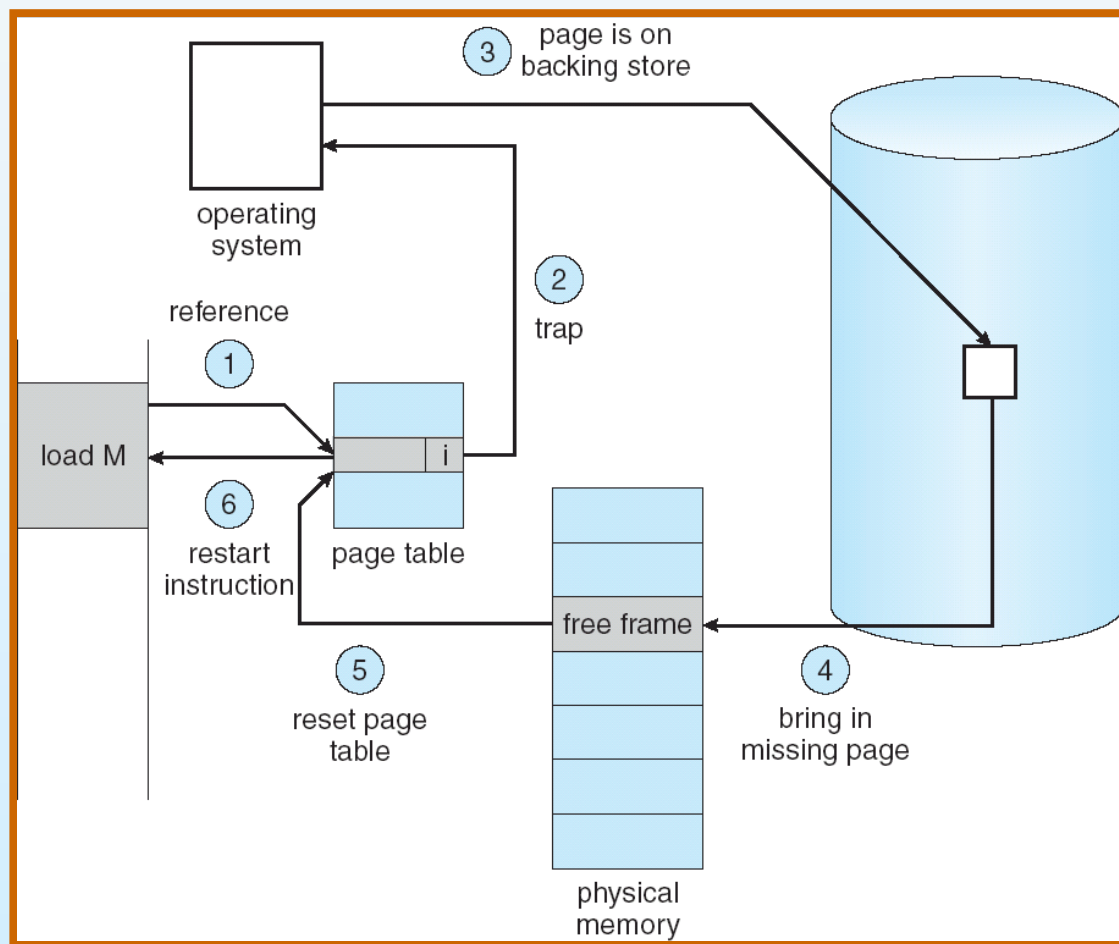 3
page is on
backing store
operating
system
2
trap
reference
1
load M
i
6
restart
instruction
page table
free frame
5
reset page
table
4
bring in
missing page
physical
memory